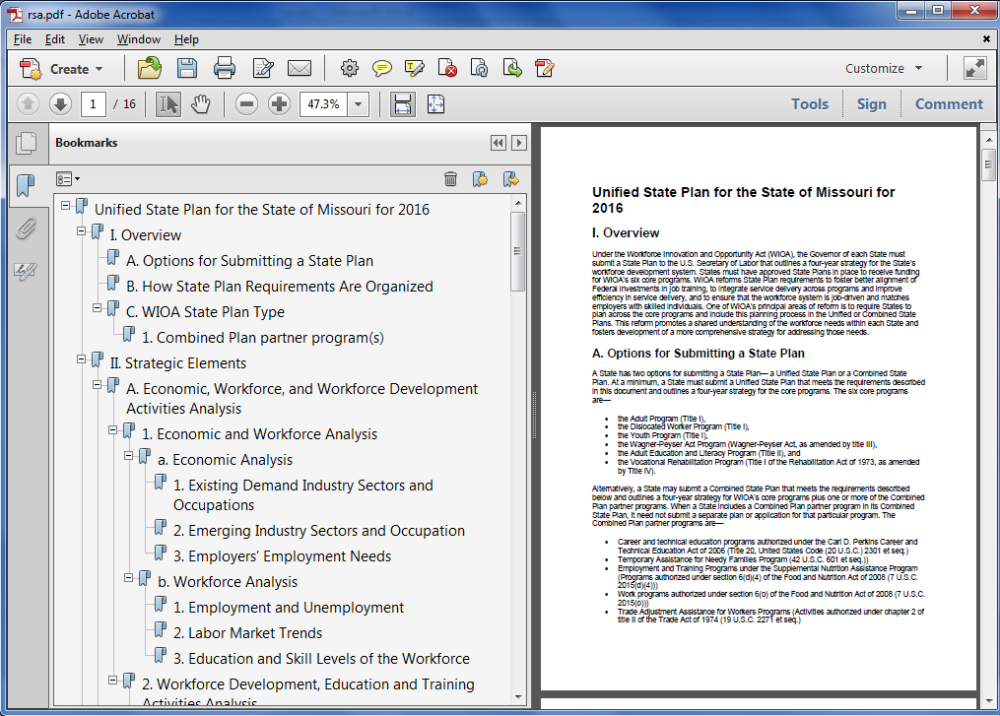 rsa.pdf - Adobe Acrobat
File Edit View Window Help
Create Customize
1 / 16 47.3% Tools Sign Comment
Bookmarks
Unified State Plan for the State of Missouri for 2016
I. Overview
A. Options for Submitting a State Plan
B. How State Plan Requirements Are Organized
C. WIOA State Plan Type
1. Combined Plan partner program(s)
II. Strategic Elements
A. Economic, Workforce, and Workforce Development
Activities Analysis
1. Economic and Workforce Analysis
a. Economic Analysis
1. Existing Demand Industry Sectors and
Occupations
2. Emerging Industry Sectors and Occupation
3. Employers’ Employment Needs
b. Workforce Analysis
1. Employment and Unemployment
2. Labor Market Trends
3. Education and Skill Levels of the Workforce
2. Workforce Development, Education and Training
Activities Analysis
Unified State Plan for the State of Missouri for
2016
I. Overview
Under the Workforce Innovation and Opportunity Act (WIOA), the Governor of each State must
submit a State Plan to the U.S. Secretary of Labor that outlines a four-year strategy for the State's
workforce development system. States must have approved State Plans in place to receive funding
for WIOA's six core programs. WIOA reforms State Plan requirements to foster better alignment of
Federal investments in job training, to integrate service delivery across programs and improve
efficiency in service delivery, and to ensure that the workforce system is job-driven and matches
employers with skilled individuals. One of WIOA's principal areas of reform is to require States to
plan across the core programs and include this planning process in the Unified or Combined State
Plans. This reform promotes a shared understanding of the workforce needs within each State and
fosters development of a more comprehensive strategy for addressing those needs.
A. Options for Submitting a State Plan
A State has two options for submitting a State Plan— a Unified State Plan or a Combined State
Plan. At a minimum, a State must submit a Unified State Plan that meets the requirements described
in this document and outlines a four-year strategy for the core programs. The six core programs
are—
• the Adult Program (Title I),
• the Dislocated Worker Program (Title I),
• the Youth Program (Title I),
• the Wagner-Peyser Act Program (Wagner-Peyser Act, as amended by title III),
• the Adult Education and Literacy Program (Title II), and
• the Vocational Rehabilitation Program (Title I of the Rehabilitation Act of 1973, as amended
by Title IV).
Alternatively, a State may submit a Combined State Plan that meets the requirements described
below and outlines a four-year strategy for WIOA's core programs plus one or more of the Combined
Plan partner programs. When a State includes a Combined Plan partner program in its Combined
State Plan, it need not submit a separate plan or application for that particular program. The
Combined Plan partner programs are—
• Career and technical education programs authorized under the Carl D. Perkins Career and
Technical Education Act of 2006 (Title 20, United States Code (20 U.S.C.) 2301 et seq.)
• Temporary Assistance for Needy Families Program (42 U.S.C. 601 et seq.))
• Employment and Training Programs under the Supplemental Nutrition Assistance Program
(Programs authorized under section 6(d)(4) of the Food and Nutrition Act of 2008 (7 U.S.C.
2015(d)(4)))
• Work programs authorized under section 6(o) of the Food and Nutrition Act of 2008 (7 U.S.C.
2015(o)))
• Trade Adjustment Assistance for Workers Programs (Activities authorized under chapter 2 of
title II of the Trade Act of 1974 (19 U.S.C. 2271 et seq.)